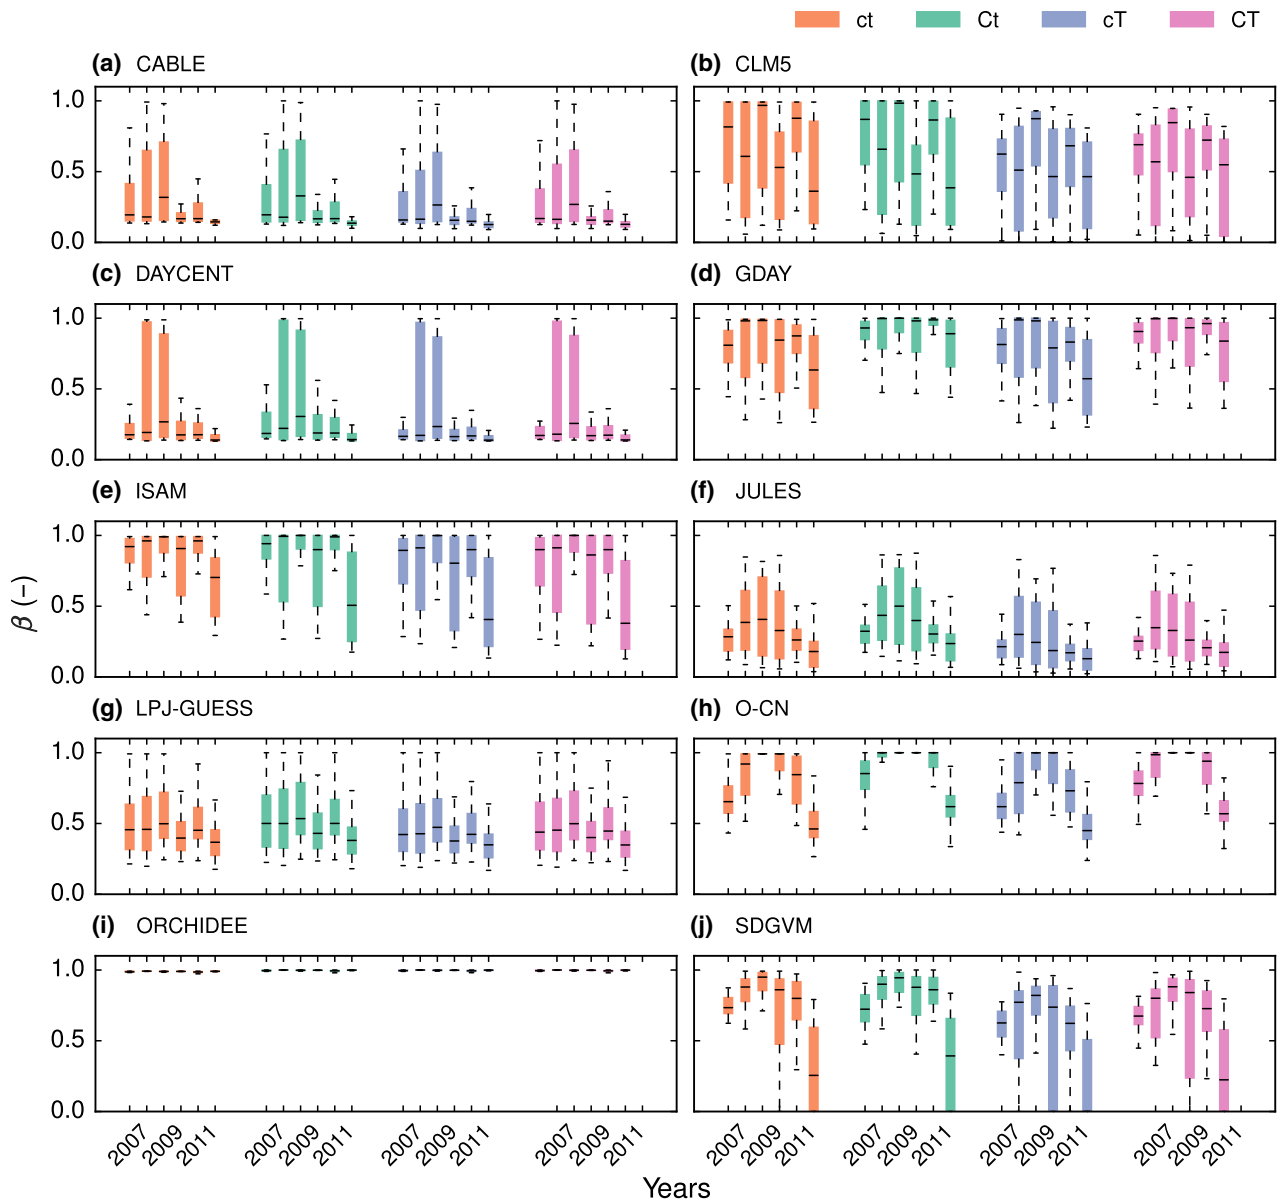 ct Ct cT CT
(a) CABLE (b) CLM5
1.0
0.5
0.0
(c) DAYCENT (d) GDAY
1.0
0.5
0.0
(e) ISAM (f) JULES
1.0
0.5
0.0
β (−)
(g) LPJ-GUESS (h) O-CN
1.0
0.5
0.0
(i) ORCHIDEE (j) SDGVM
1.0
0.5
0.0
2007 2009 2011 2007 2009 2011 2007 2009 2011 2007 2009 2011 2007 2009 2011 2007 2009 2011 2007 2009 2011 2007 2009 2011
Years